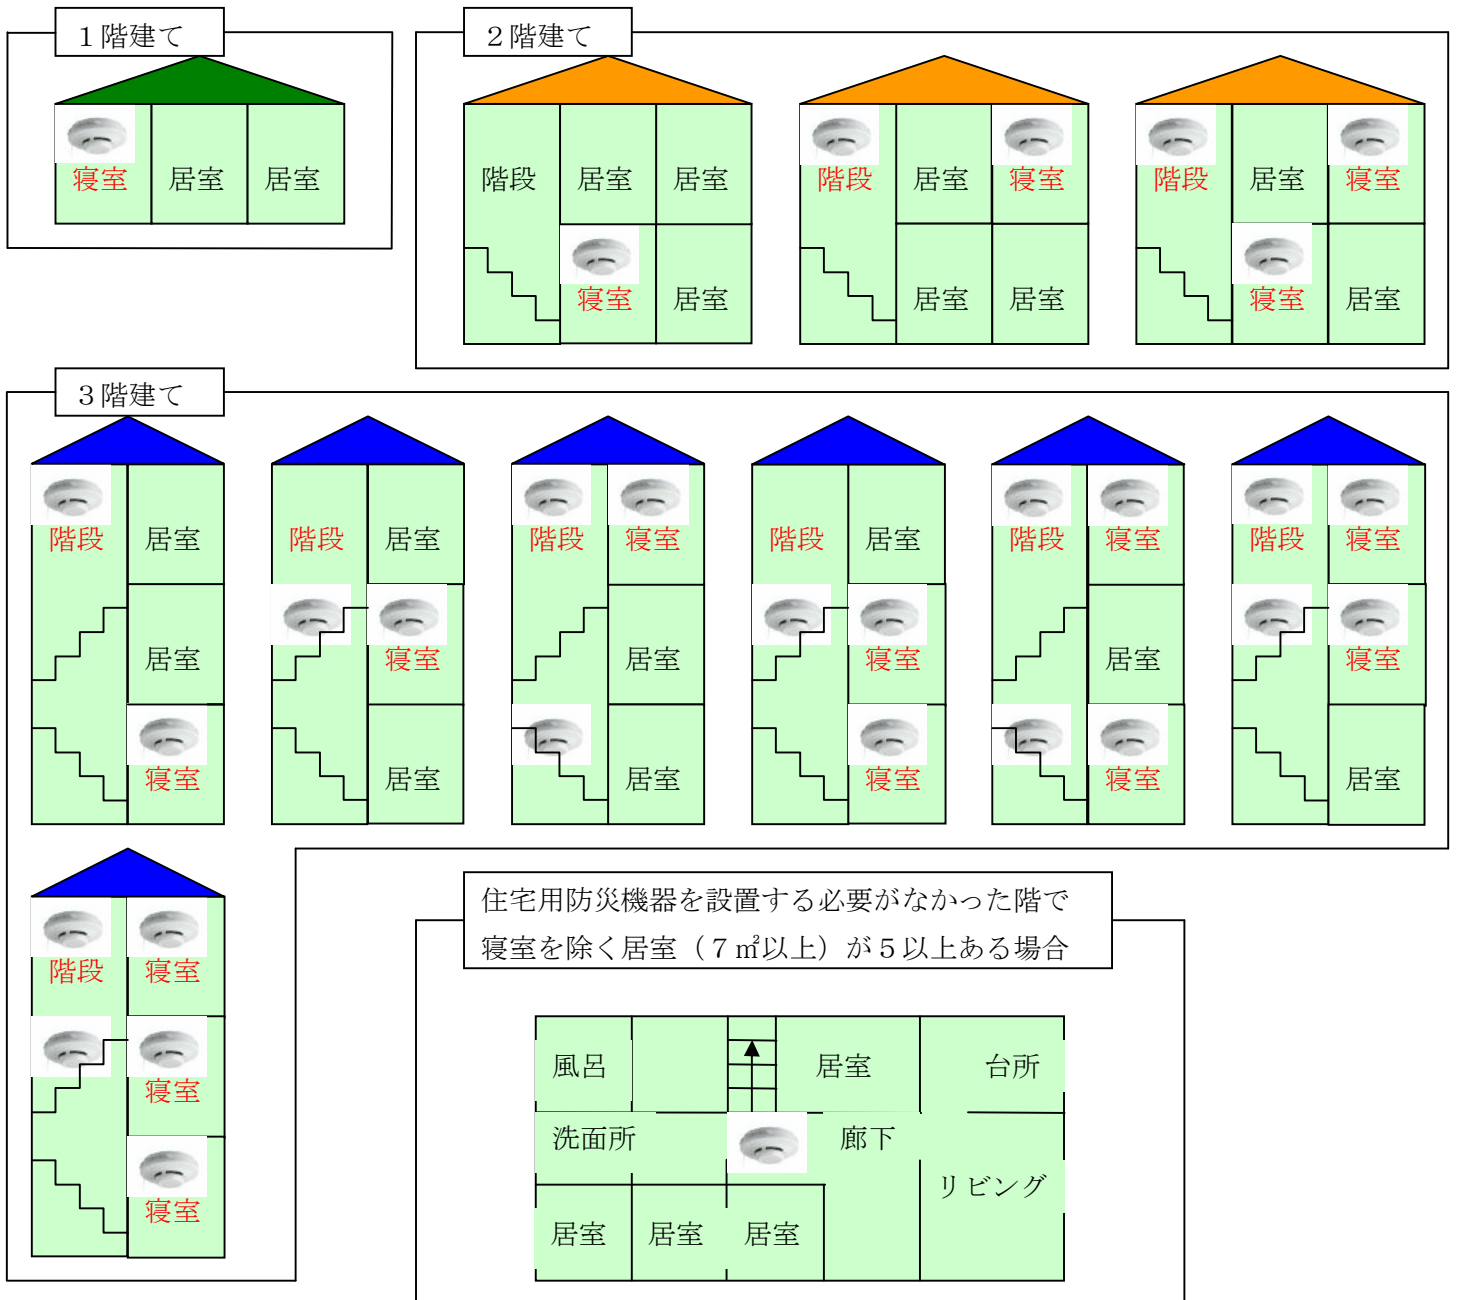 １階建て
寝室 居室 居室
２階建て
階段 居室 居室
寝室 居室
階段 居室 寝室
居室 居室
階段 居室 寝室
寝室 居室
３階建て
階段 居室
居室
寝室
階段 居室
寝室
居室
階段 寝室
居室
居室
階段 居室
寝室
寝室
階段 寝室
居室
寝室
階段 寝室
寝室
居室
階段 寝室
寝室
寝室
住宅用防災機器を設置する必要がなかった階で
寝室を除く居室（７㎡以上）が５以上ある場合
風呂 居室 台所
洗面所 廊下
リビング
居室 居室 居室